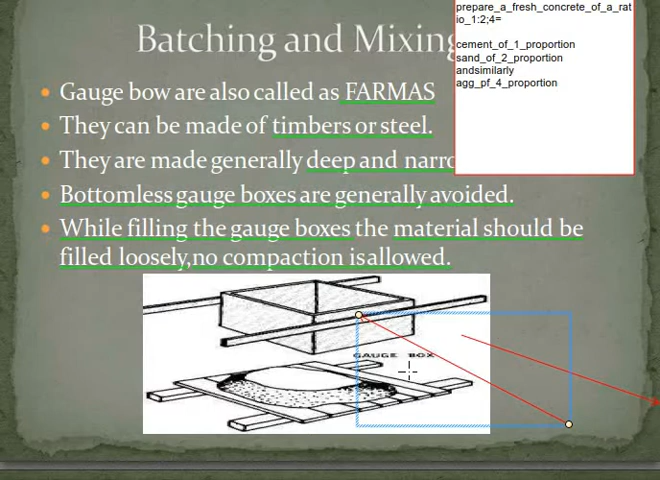 Batching and Mixing
prepare_a_fresh_concrete_of_a_rat
io_1:2;4=
cement_of_1_proportion
sand_of_2_proportion
andsimilarly
agg_pf_4_proportion
Gauge bow are also called as FARMAS
They can be made of timbers or steel.
They are made generally deep and narro
Bottomless gauge boxes are generally avoided.
While filling the gauge boxes the material should be
filled loosely,no compaction isallowed.
GAUGE BOX